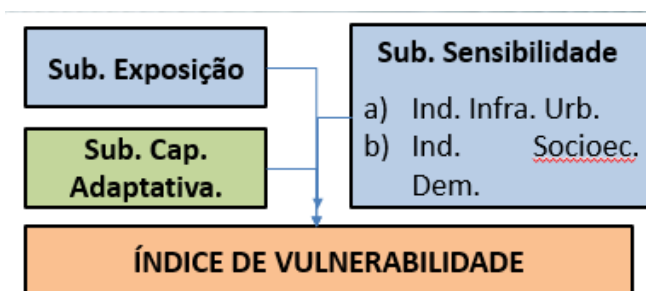 Sub. Exposição
Sub. Cap.
Adaptativa.
Sub. Sensibilidade
a) Ind. Infra. Urb.
b) Ind. Socioec.
Dem.
ÍNDICE DE VULNERABILIDADE